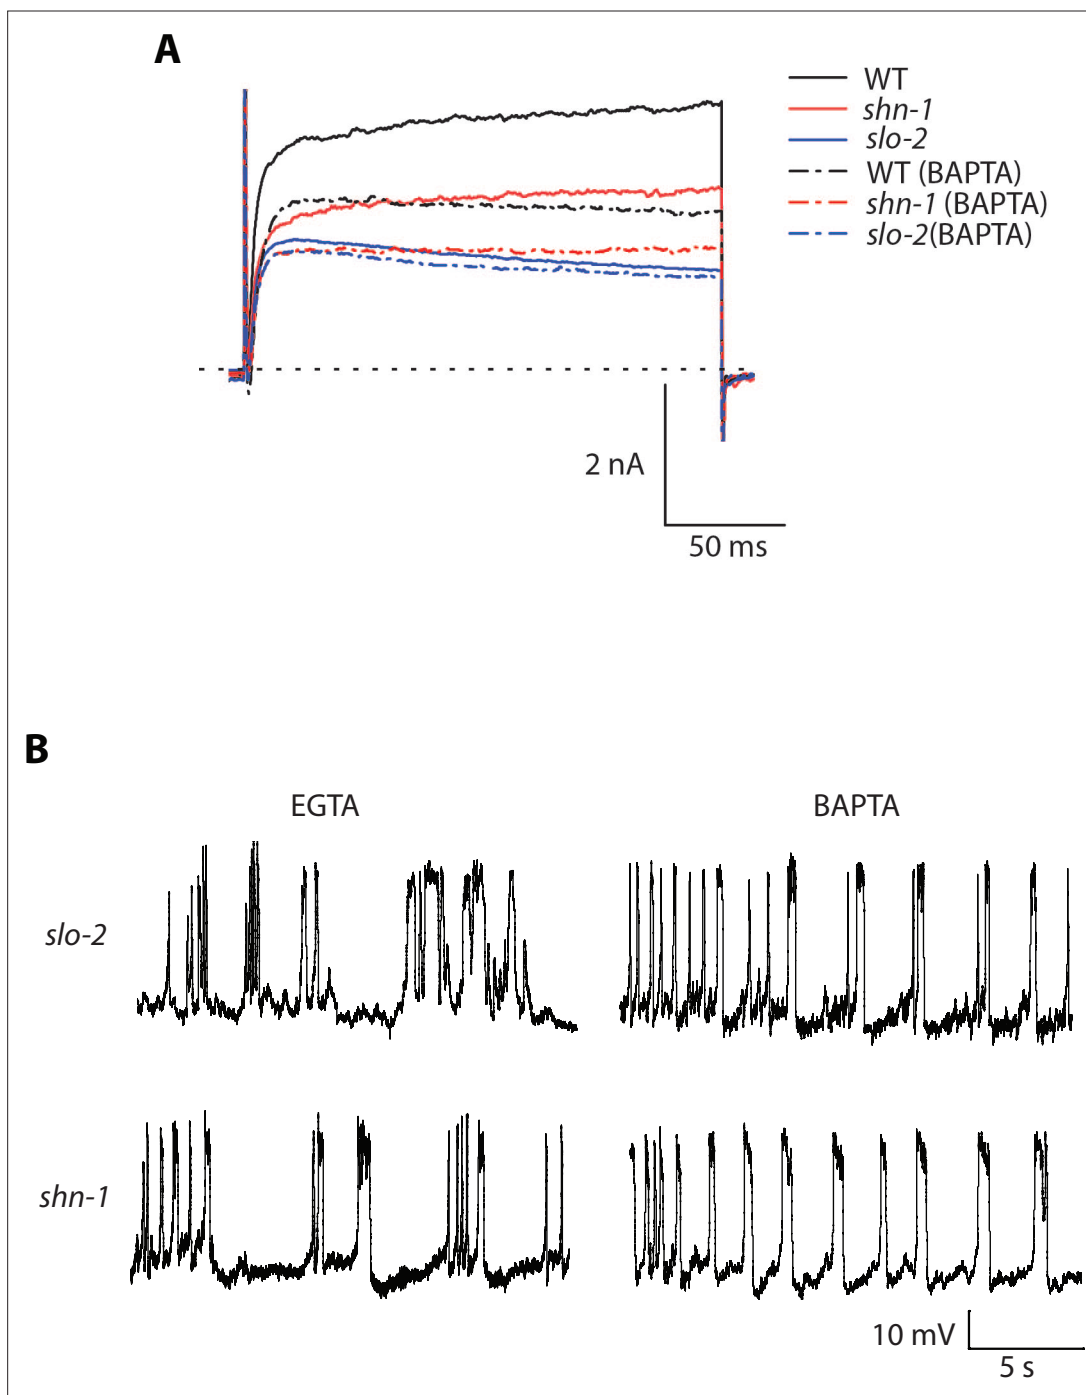 A
WT
shn-1
slo-2
WT (BAPTA)
shn-1 (BAPTA)
slo-2(BAPTA)
2 nA
50 ms
B
EGTA
BAPTA
slo-2
shn-1
10 mV
5 s